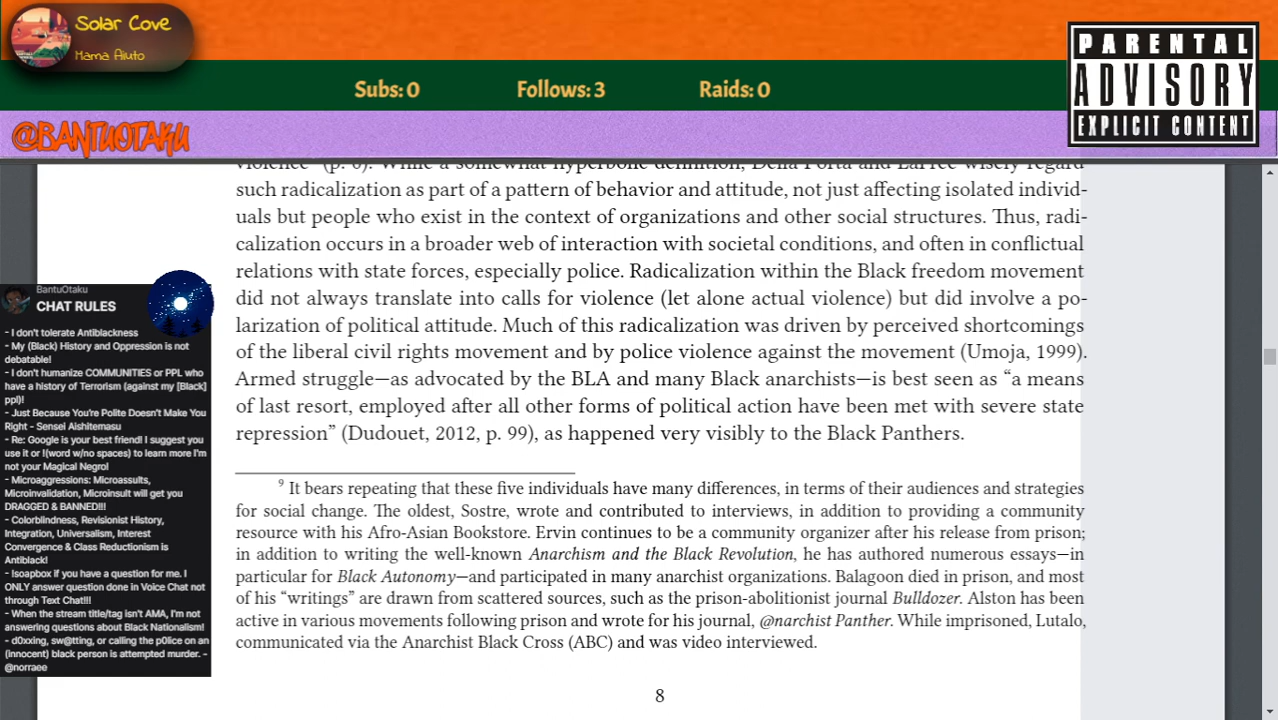 Solar Cove
Mama Aiuto
PARENTAL
ADVISORY
EXPLICIT CONTENT
Subs: 0
Follows: 3
Raids: 0
@BANTUOTAKU
violence" (p. 6). While a somewhat hyperbolic definition, Della Porta and LaFree wisely regard
such radicalization as part of a pattern of behavior and attitude, not just affecting isolated individ-
uals but people who exist in the context of organizations and other social structures. Thus, radi-
calization occurs in a broader web of interaction with societal conditions, and often in conflictual
relations with state forces, especially police. Radicalization within the Black freedom movement
did not always translate into calls for violence (let alone actual violence) but did involve a po-
larization of political attitude. Much of this radicalization was driven by perceived shortcomings
of the liberal civil rights movement and by police violence against the movement (Umoja, 1999).
Armed struggle—as advocated by the BLA and many Black anarchists—is best seen as “a means
of last resort, employed after all other forms of political action have been met with severe state
repression” (Dudouet, 2012, p. 99), as happened very visibly to the Black Panthers.
9 It bears repeating that these five individuals have many differences, in terms of their audiences and strategies
for social change. The oldest, Sostre, wrote and contributed to interviews, in addition to providing a community
resource with his Afro-Asian Bookstore. Ervin continues to be a community organizer after his release from prison;
in addition to writing the well-known Anarchism and the Black Revolution, he has authored numerous essays—in
particular for Black Autonomy—and participated in many anarchist organizations. Balagoon died in prison, and most
of his “writings” are drawn from scattered sources, such as the prison-abolitionist journal Bulldozer. Alston has been
active in various movements following prison and wrote for his journal, @narchist Panther. While imprisoned, Lutalo,
communicated via the Anarchist Black Cross (ABC) and was video interviewed.
8
BantuOtaku
CHAT RULES
- I don't tolerate Antiblackness
- My (Black) History and Oppression is not
debatable!
- I don't humanize COMMUNITIES or PPL who
have a history of Terrorism (against my [Black]
ppl)!
- Just Because You're Polite Doesn't Make You
Right - Sensei Aishitemasu
- Re: Google is your best friend! I suggest you
use it or !(word w/no spaces) to learn more I'm
not your Magical Negro!
- Microaggressions: Microassults,
Microinvalidation, Microinsult will get you
DRAGGED & BANNED!!!
- Colorblindness, Revisionist History,
Integration, Universalism, Interest
Convergence & Class Reductionism is
Antiblack!
- !soapbox if you have a question for me. I
ONLY answer question done in Voice Chat not
through Text Chat!!!
- When the stream title/tag isn't AMA, I'm not
answering questions about Black Nationalism!
- d0xxing, sw@tting, or calling the p0lice on an
(innocent) black person is attempted murder. -
@norraee